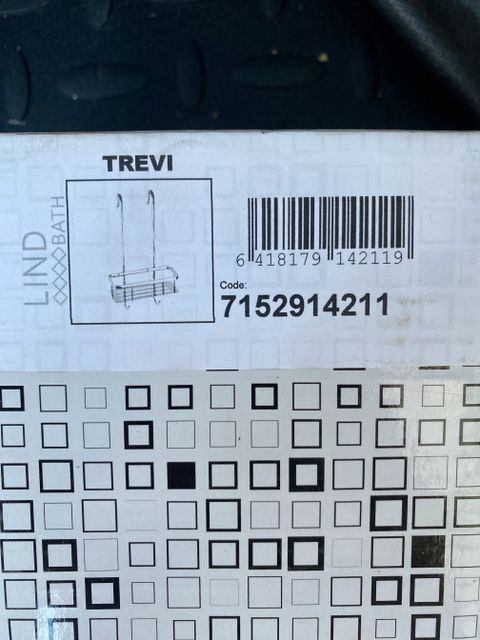 TREVI
LIND
BATH
6 418179 142119
Code:
7152914211